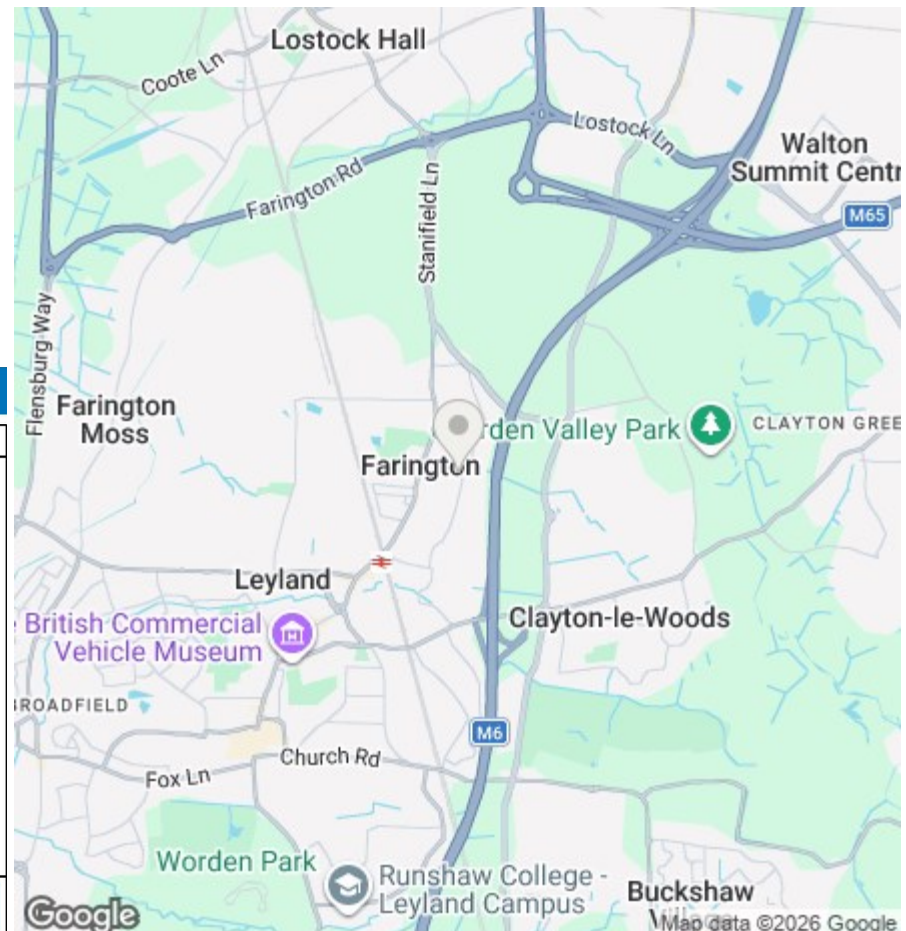 Lostock Hall
Coote Ln
Lostock Ln
Walton
Summit Centr
Farington Rd
Stanifield Ln
M65
Flensburg Way
Farington
Moss
rden Valley Park
CLAYTON GREE
Farington
Leyland
Clayton-le-Woods
British Commercial
Vehicle Museum
BROADFIELD
M6
Church Rd
Fox Ln
Worden Park
Runshaw College -
Leyland Campus
Buckshaw
Village
Google
Map data ©2026 Google